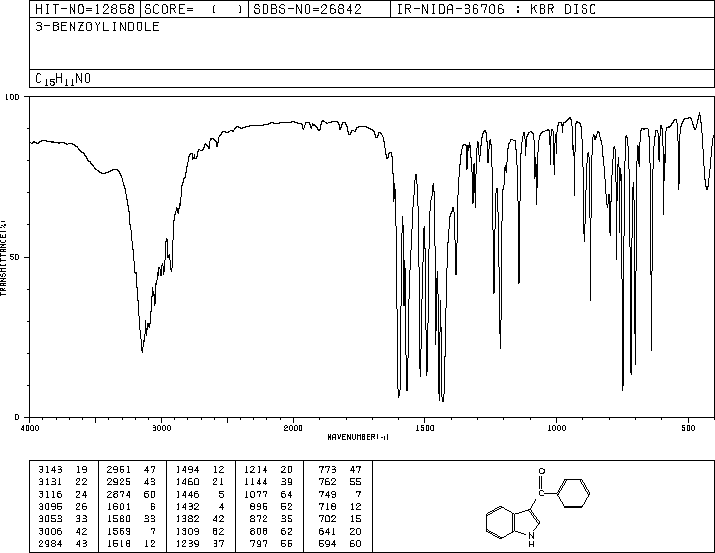 HIT-NO=12858 SCORE= ( ) SDBS-NO=26842 IR-NIDA-36706 : KBR DISC
3-BENZOYLINDOLE
C15H11NO
100
50
0
TRANSMITTANCE(%)
4000 3000 2000 1500 1000 500
WAVENUMBER(-1)
3143 19 2951 47 1494 12 1214 20 773 47
3131 22 2925 43 1460 21 1144 39 762 55
3116 24 2874 60 1446 5 1077 64 749 7
3095 26 1601 6 1432 4 895 52 718 12
3053 33 1580 33 1382 42 872 35 702 15
3006 42 1569 7 1309 62 808 62 641 20
2984 43 1518 12 1239 37 797 55 594 60
O
C
N
H